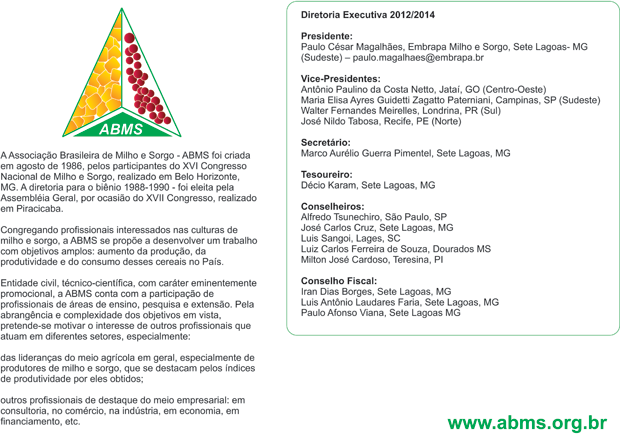 ABMS
A Associação Brasileira de Milho e Sorgo - ABMS foi criada
em agosto de 1986, pelos participantes do XVI Congresso
Nacional de Milho e Sorgo, realizado em Belo Horizonte,
MG. A diretoria para o biênio 1988-1990 - foi eleita pela
Assembléia Geral, por ocasião do XVII Congresso, realizado
em Piracicaba.
Congregando profissionais interessados nas culturas de
milho e sorgo, a ABMS se propõe a desenvolver um trabalho
com objetivos amplos: aumento da produção, da
produtividade e do consumo desses cereais no País.
Entidade civil, técnico-científica, com caráter eminentemente
promocional, a ABMS conta com a participação de
profissionais de áreas de ensino, pesquisa e extensão. Pela
abrangência e complexidade dos objetivos em vista,
pretende-se motivar o interesse de outros profissionais que
atuam em diferentes setores, especialmente:
das lideranças do meio agrícola em geral, especialmente de
produtores de milho e sorgo, que se destacam pelos índices
de produtividade por eles obtidos;
outros profissionais de destaque do meio empresarial: em
consultoria, no comércio, na indústria, em economia, em
financiamento, etc.
Diretoria Executiva 2012/2014
Presidente:
Paulo César Magalhães, Embrapa Milho e Sorgo, Sete Lagoas- MG
(Sudeste) – paulo.magalhaes@embrapa.br
Vice-Presidentes:
Antônio Paulino da Costa Netto, Jataí, GO (Centro-Oeste)
Maria Elisa Ayres Guidetti Zagatto Paterniani, Campinas, SP (Sudeste)
Walter Fernandes Meirelles, Londrina, PR (Sul)
José Nildo Tabosa, Recife, PE (Norte)
Secretário:
Marco Aurélio Guerra Pimentel, Sete Lagoas, MG
Tesoureiro:
Décio Karam, Sete Lagoas, MG
Conselheiros:
Alfredo Tsunechiro, São Paulo, SP
José Carlos Cruz, Sete Lagoas, MG
Luis Sangoi, Lages, SC
Luiz Carlos Ferreira de Souza, Dourados MS
Milton José Cardoso, Teresina, PI
Conselho Fiscal:
Iran Dias Borges, Sete Lagoas, MG
Luis Antônio Laudares Faria, Sete Lagoas, MG
Paulo Afonso Viana, Sete Lagoas MG
www.abms.org.br